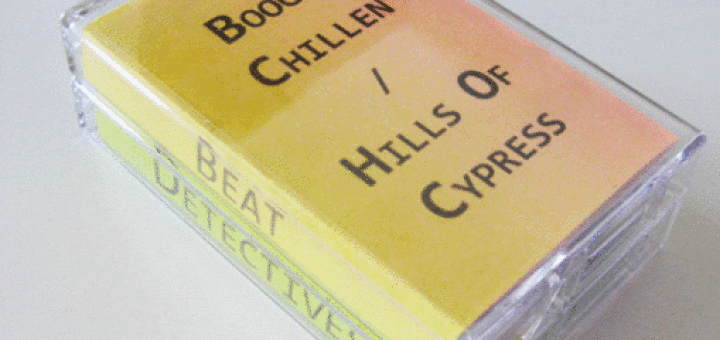 CHILLEN
/
HILLS OF
CYPRESS
BEAT
DETECTIVES